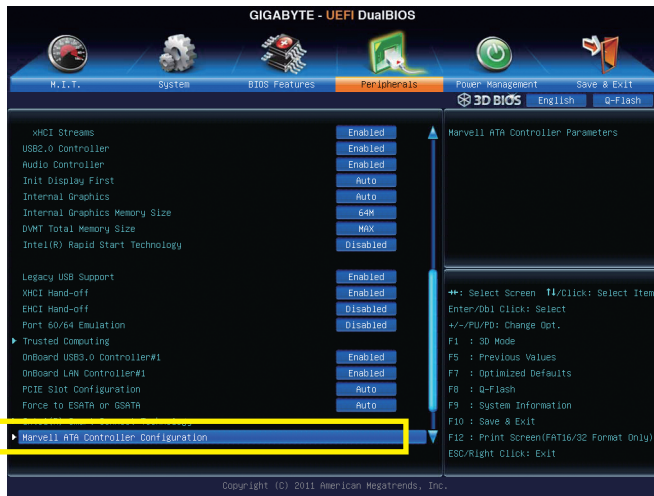 GIGABYTE - UEFI DualBIOS
M.I.T.
System
BIOS Features
Peripherals
Power Management
Save & Exit
3D BIOS
English
Q-Flash
xHCI Streams Enabled
USB2.0 Controller Enabled
Audio Controller Enabled
Init Display First Auto
Internal Graphics Auto
Internal Graphics Memory Size 64M
DVMT Total Memory Size MAX
Intel(R) Rapid Start Technology Disabled
Legacy USB Support Enabled
XHCI Hand-off Enabled
EHCI Hand-off Disabled
Port 60/64 Emulation Disabled
Trusted Computing
OnBoard USB3.0 Controller#1 Enabled
OnBoard LAN Controller#1 Enabled
PCIE Slot Configuration Auto
Force to ESATA or GSATA Auto
Marvell ATA Controller Configuration
Marvell ATA Controller Parameters
: Select Screen ↑↓/Click: Select Item
Enter/Dbl Click: Select
+/-/PU/PD: Change Opt.
F1 : 3D Mode
F5 : Previous Values
F7 : Optimized Defaults
F8 : Q-Flash
F9 : System Information
F10 : Save & Exit
F12 : Print Screen(FAT16/32 Format Only)
ESC/Right Click: Exit
Copyright (C) 2011 American Megatrends, Inc.